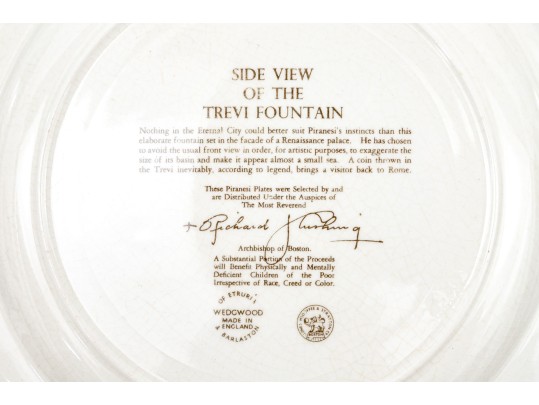 SIDE VIEW
OF THE
TREVI FOUNTAIN
Nothing in the Eternal City could better suit Piranesi's instincts than this
elaborate fountain set in the facade of a Renaissance palace. He has chosen
to avoid the usual front view in order, for artistic purposes, to exaggerate the
size of its basin and make it appear almost a small sea. A coin thrown in
the Trevi inevitably, according to legend, brings a visitor back to Rome.
These Piranesi Plates were Selected by and
are Distributed Under the Auspices of
The Most Reverend
+ Richard J Cushing
Archbishop of Boston.
A Substantial Portion of the Proceeds
will Benefit Physically and Mentally
Deficient Children of the Poor
Irrespective of Race, Creed or Color.
OF ETRURIA
WEDGWOOD
MADE IN
ENGLAND
& BARLASTON